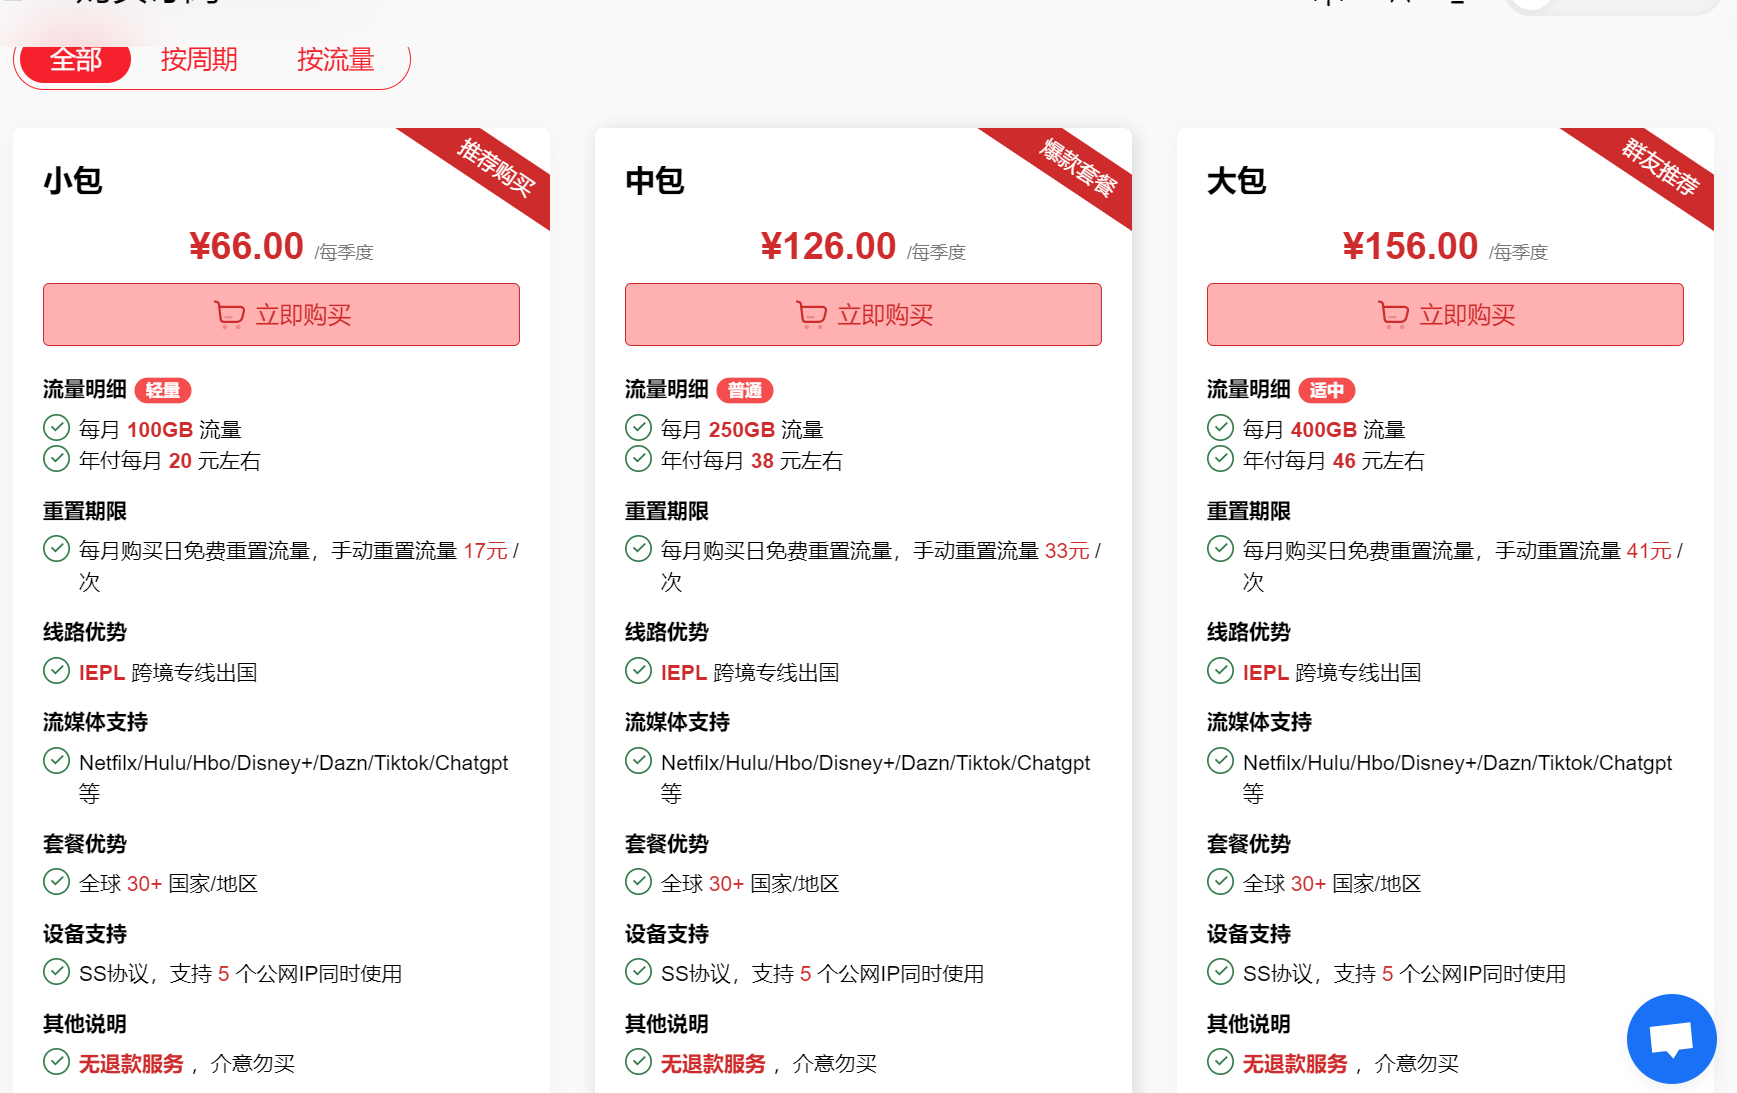 全部
按周期
按流量
推荐购买
小包
¥66.00 /每季度
立即购买
流量明细 轻量
每月 100GB 流量
年付每月 20 元左右
重置期限
每月购买日免费重置流量，手动重置流量 17元 /
次
线路优势
IEPL 跨境专线出国
流媒体支持
Netfilx/Hulu/Hbo/Disney+/Dazn/Tiktok/Chatgpt
等
套餐优势
全球 30+ 国家/地区
设备支持
SS协议，支持 5 个公网IP同时使用
其他说明
无退款服务 ，介意勿买
爆款套餐
中包
¥126.00 /每季度
立即购买
流量明细 普通
每月 250GB 流量
年付每月 38 元左右
重置期限
每月购买日免费重置流量，手动重置流量 33元 /
次
线路优势
IEPL 跨境专线出国
流媒体支持
Netfilx/Hulu/Hbo/Disney+/Dazn/Tiktok/Chatgpt
等
套餐优势
全球 30+ 国家/地区
设备支持
SS协议，支持 5 个公网IP同时使用
其他说明
无退款服务 ，介意勿买
群友推荐
大包
¥156.00 /每季度
立即购买
流量明细 适中
每月 400GB 流量
年付每月 46 元左右
重置期限
每月购买日免费重置流量，手动重置流量 41元 /
次
线路优势
IEPL 跨境专线出国
流媒体支持
Netfilx/Hulu/Hbo/Disney+/Dazn/Tiktok/Chatgpt
等
套餐优势
全球 30+ 国家/地区
设备支持
SS协议，支持 5 个公网IP同时使用
其他说明
无退款服务 ，介意勿买